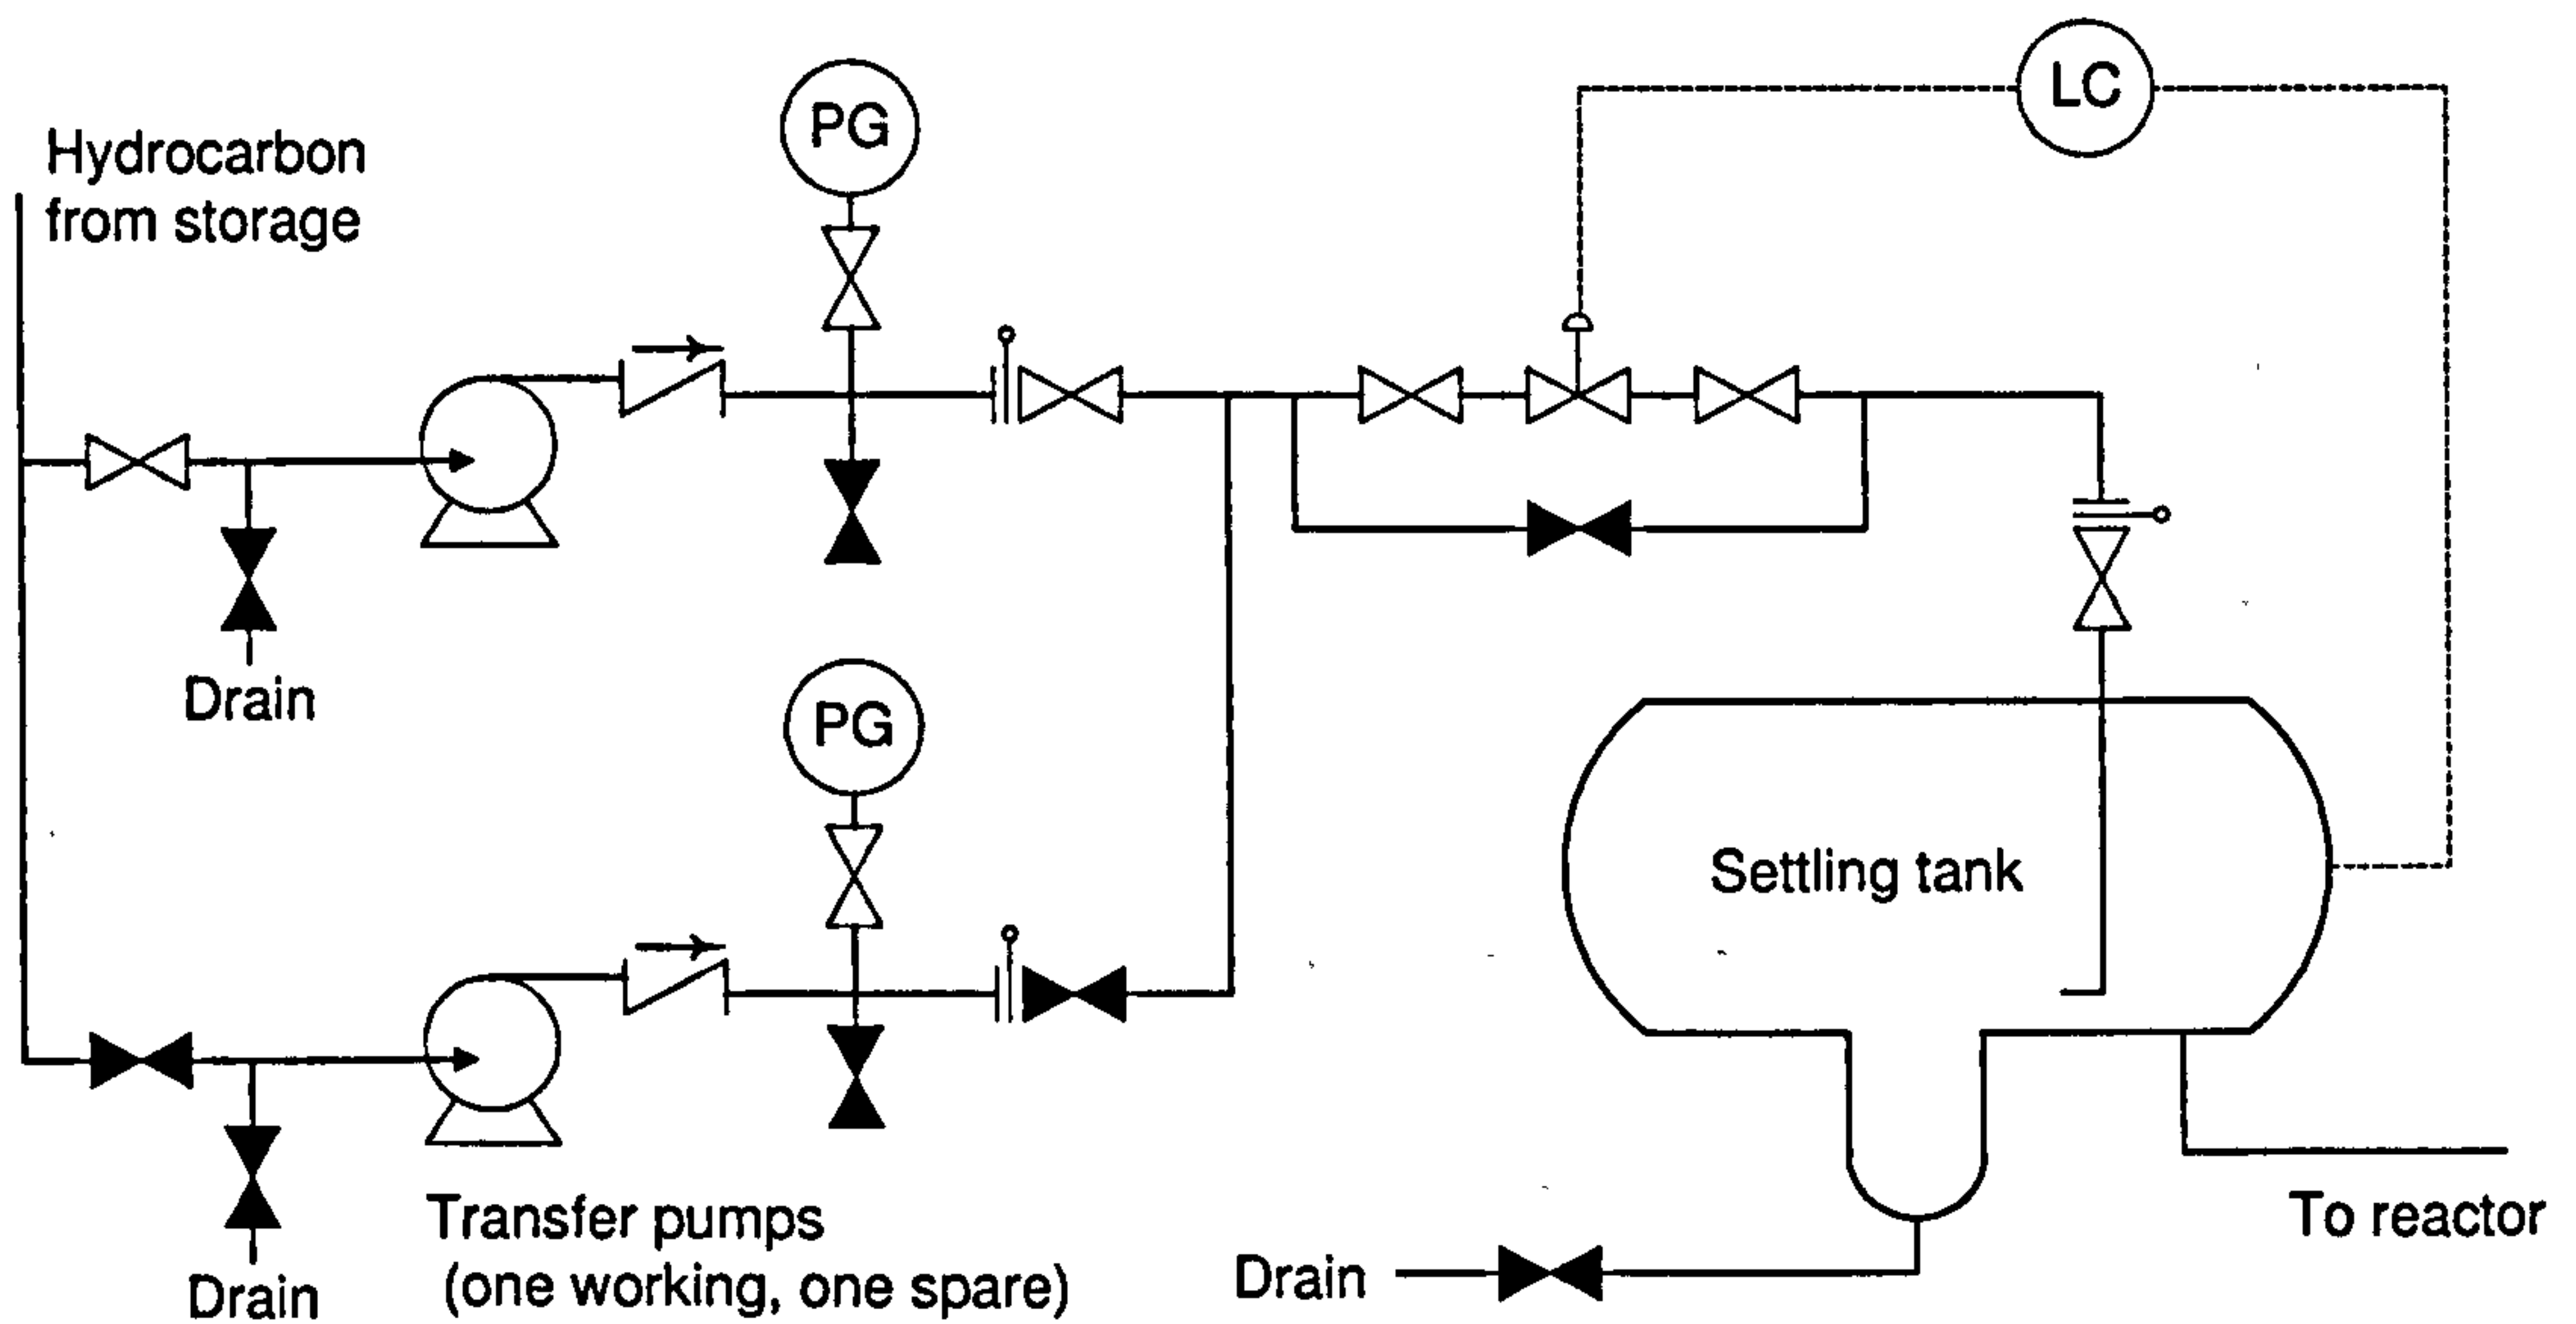 LC
PG
Hydrocarbon
from storage
Drain
PG
Settling tank
Transfer pumps
(one working, one spare)
To reactor
Drain
Drain